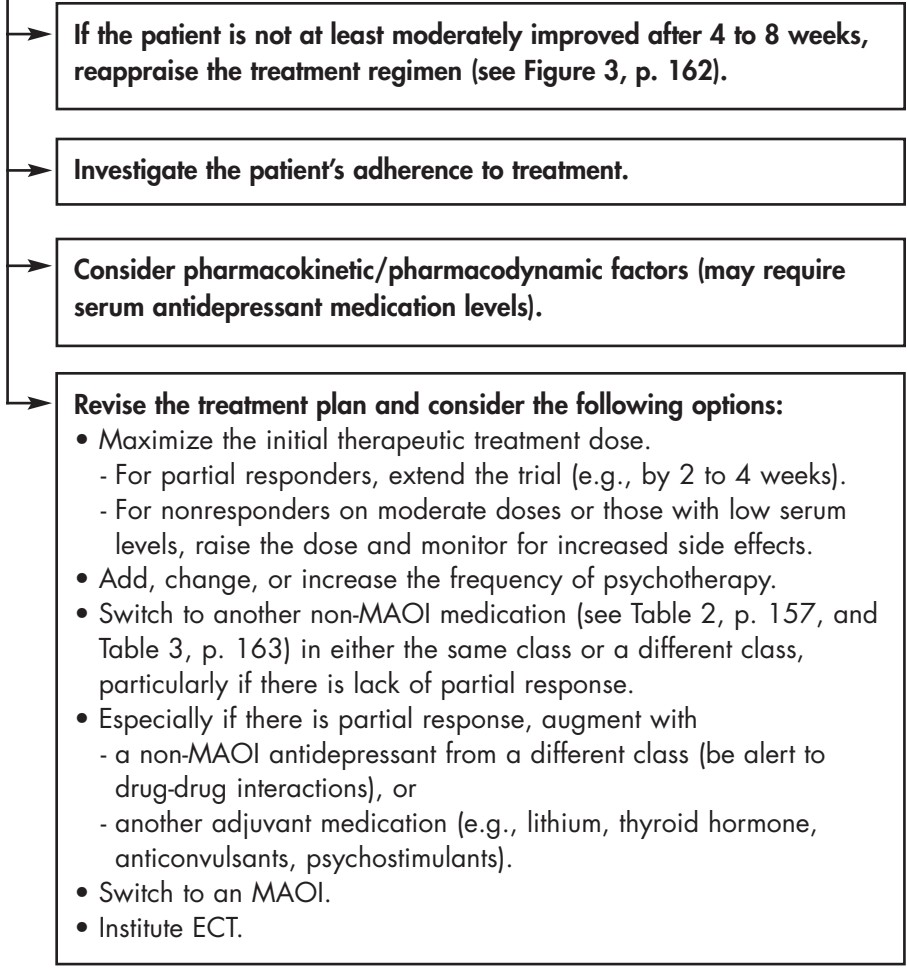 If the patient is not at least moderately improved after 4 to 8 weeks,
reappraise the treatment regimen (see Figure 3, p. 162).
Investigate the patient’s adherence to treatment.
Consider pharmacokinetic/pharmacodynamic factors (may require
serum antidepressant medication levels).
Revise the treatment plan and consider the following options:
• Maximize the initial therapeutic treatment dose.
- For partial responders, extend the trial (e.g., by 2 to 4 weeks).
- For nonresponders on moderate doses or those with low serum
levels, raise the dose and monitor for increased side effects.
• Add, change, or increase the frequency of psychotherapy.
• Switch to another non-MAOI medication (see Table 2, p. 157, and
Table 3, p. 163) in either the same class or a different class,
particularly if there is lack of partial response.
• Especially if there is partial response, augment with
- a non-MAOI antidepressant from a different class (be alert to
drug-drug interactions), or
- another adjuvant medication (e.g., lithium, thyroid hormone,
anticonvulsants, psychostimulants).
• Switch to an MAOI.
• Institute ECT.